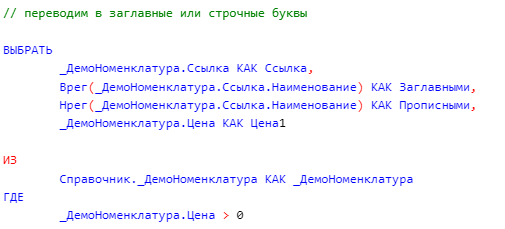 // переводим в заглавные или строчные буквы
ВЫБРАТЬ
_ДемоНоменклатура.Ссылка КАК Ссылка,
Врег(_ДемоНоменклатура.Ссылка.Наименование) КАК Заглавными,
Нрег(_ДемоНоменклатура.Ссылка.Наименование) КАК Прописными,
_ДемоНоменклатура.Цена КАК Цена1
ИЗ
Справочник._ДемоНоменклатура КАК _ДемоНоменклатура
ГДЕ
_ДемоНоменклатура.Цена > 0